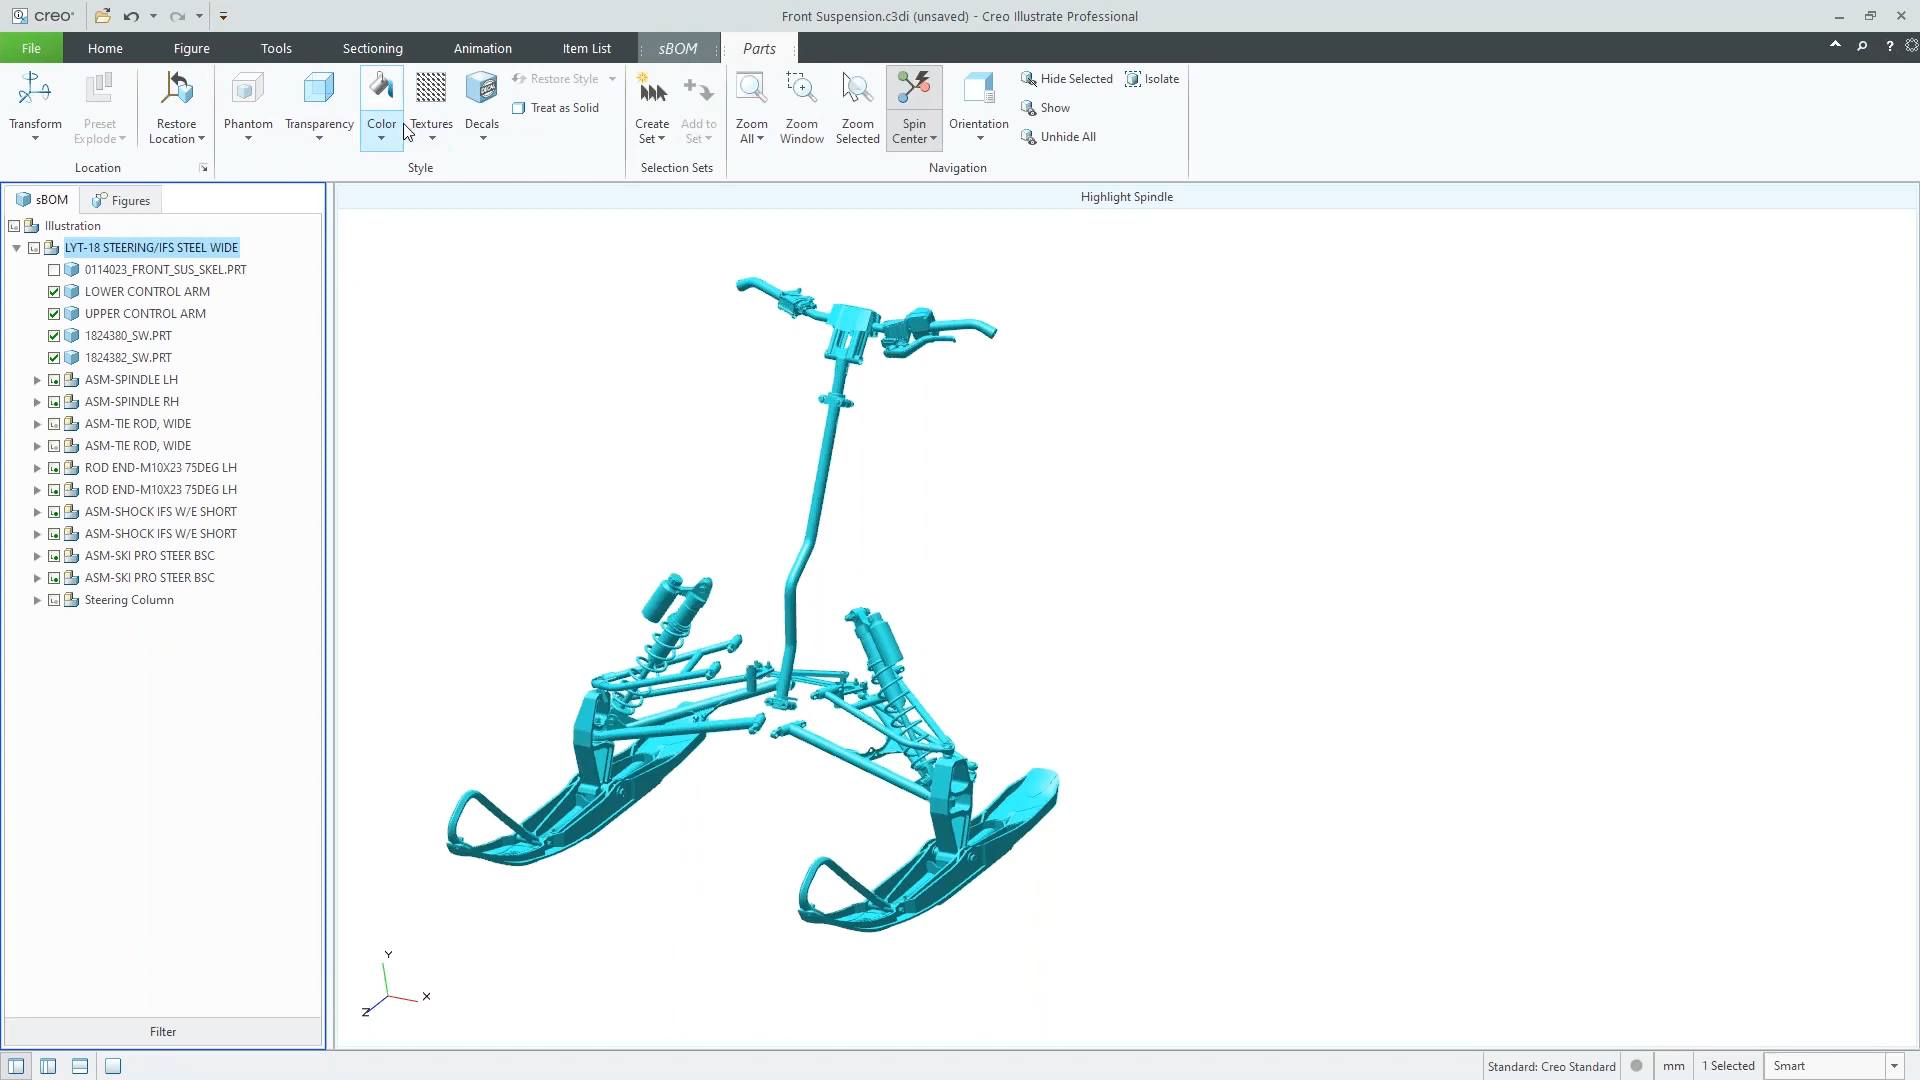 creo
Front Suspension.c3di (unsaved) - Creo Illustrate Professional
File
Home
Figure
Tools
Sectioning
Animation
Item List
sBOM
Parts
Transform
Preset Explode
Restore Location
Location
Phantom
Transparency
Color
Textures
Decals
DECAL
Restore Style
Treat as Solid
Style
Create Set
Add to Set
Selection Sets
Zoom All
Zoom Window
Zoom Selected
Spin Center
Orientation
Hide Selected
Isolate
Show
Unhide All
Navigation
sBOM
Figures
Highlight Spindle
Illustration
LYT-18 STEERING/IFS STEEL WIDE
0114023_FRONT_SUS_SKEL.PRT
LOWER CONTROL ARM
UPPER CONTROL ARM
1824380_SW.PRT
1824382_SW.PRT
ASM-SPINDLE LH
ASM-SPINDLE RH
ASM-TIE ROD, WIDE
ASM-TIE ROD, WIDE
ROD END-M10X23 75DEG LH
ROD END-M10X23 75DEG LH
ASM-SHOCK IFS W/E SHORT
ASM-SHOCK IFS W/E SHORT
ASM-SKI PRO STEER BSC
ASM-SKI PRO STEER BSC
Steering Column
Y
X
Z
Filter
Standard: Creo Standard
mm
1 Selected
Smart